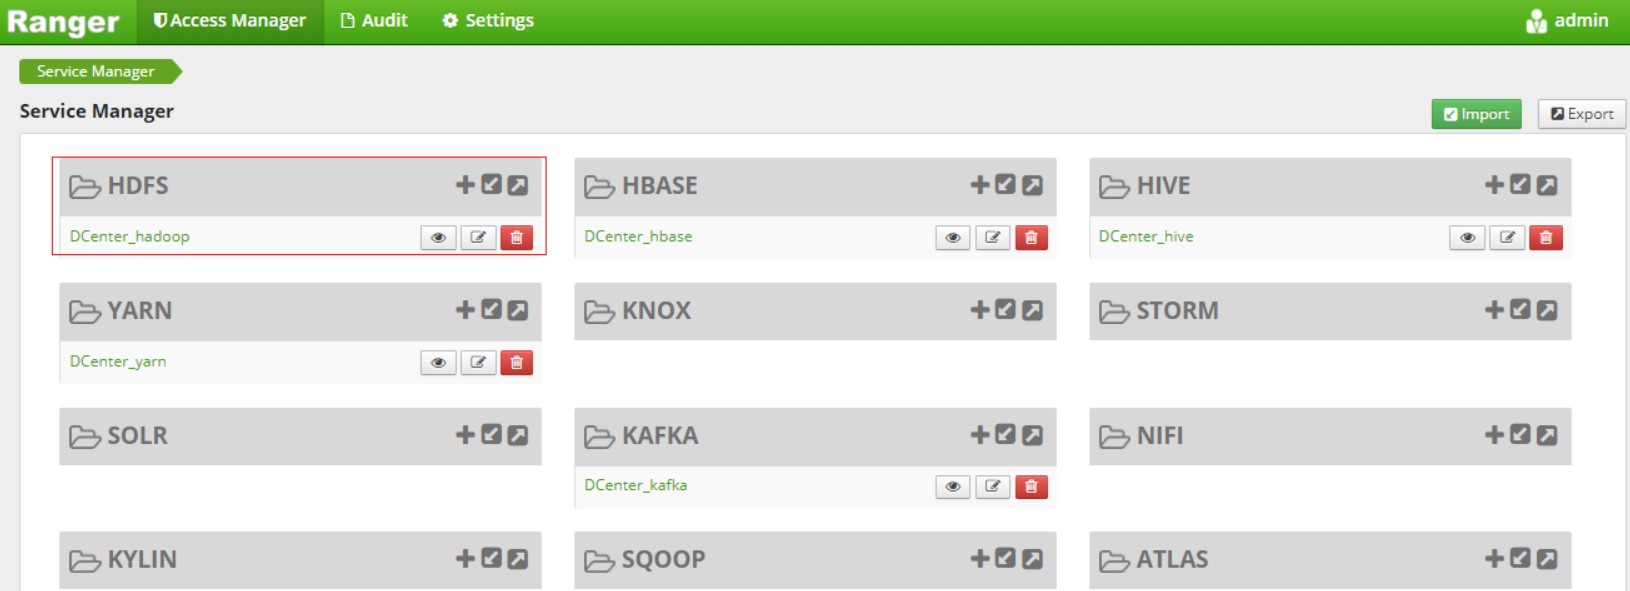 Ranger Access Manager Audit Settings admin
Service Manager
Service Manager Import Export
HDFS HBASE HIVE
DCenter_hadoop DCenter_hbase DCenter_hive
YARN KNOX STORM
DCenter_yarn
SOLR KAFKA NIFI
DCenter_kafka
KYLIN SQOOP ATLAS